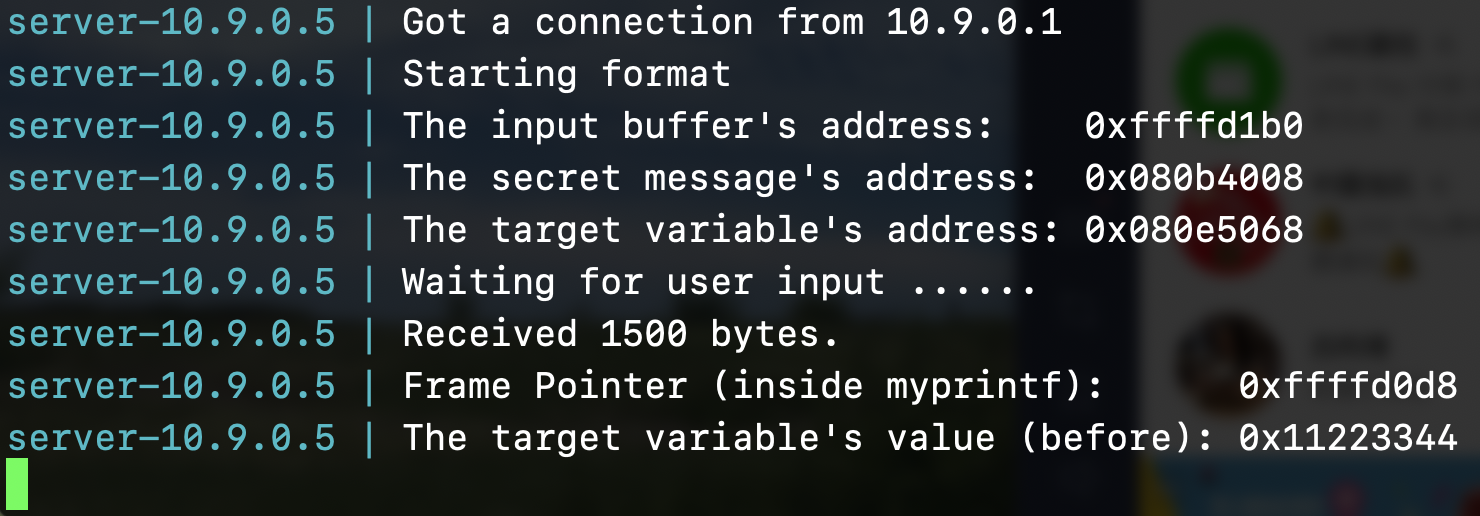 server-10.9.0.5 | Got a connection from 10.9.0.1
server-10.9.0.5 | Starting format
server-10.9.0.5 | The input buffer's address:    0xffffd1b0
server-10.9.0.5 | The secret message's address:  0x080b4008
server-10.9.0.5 | The target variable's address: 0x080e5068
server-10.9.0.5 | Waiting for user input ......
server-10.9.0.5 | Received 1500 bytes.
server-10.9.0.5 | Frame Pointer (inside myprintf):      0xffffd0d8
server-10.9.0.5 | The target variable's value (before): 0x11223344